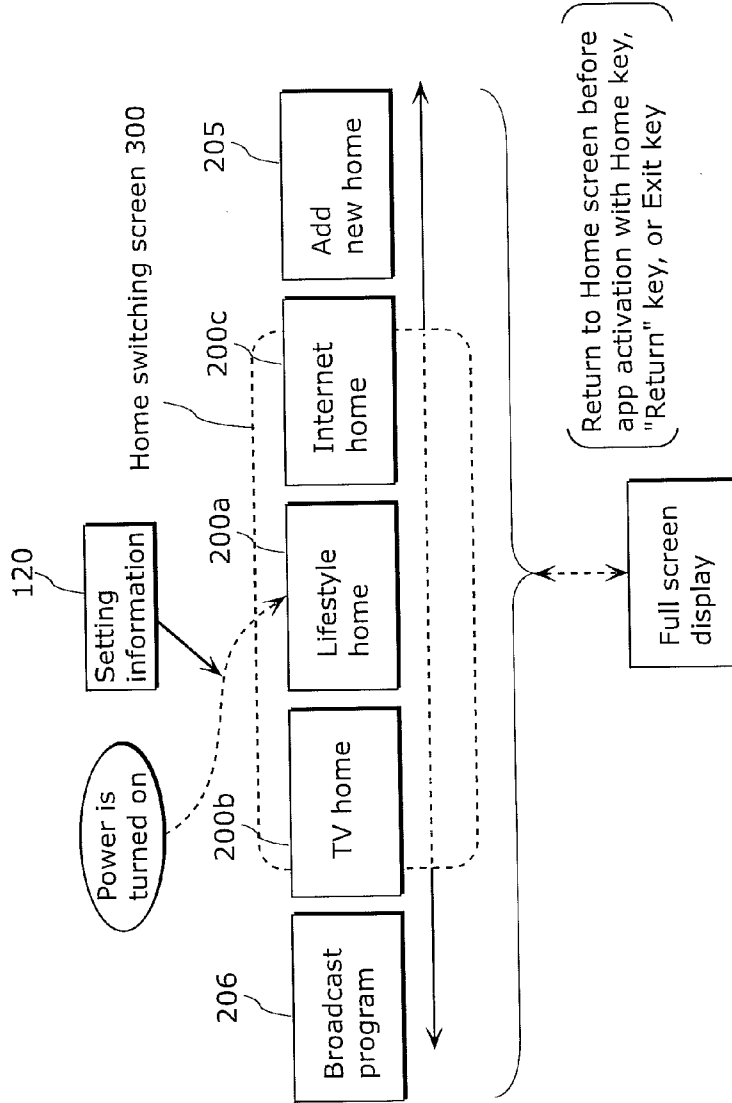 120
Power is
turned on
Setting
information
Home switching screen 300
206
200b
200a
200c
205
Broadcast
program
TV home
Lifestyle
home
Internet
home
Add
new home
Full screen
display
Return to Home screen before
app activation with Home key,
"Return" key, or Exit key